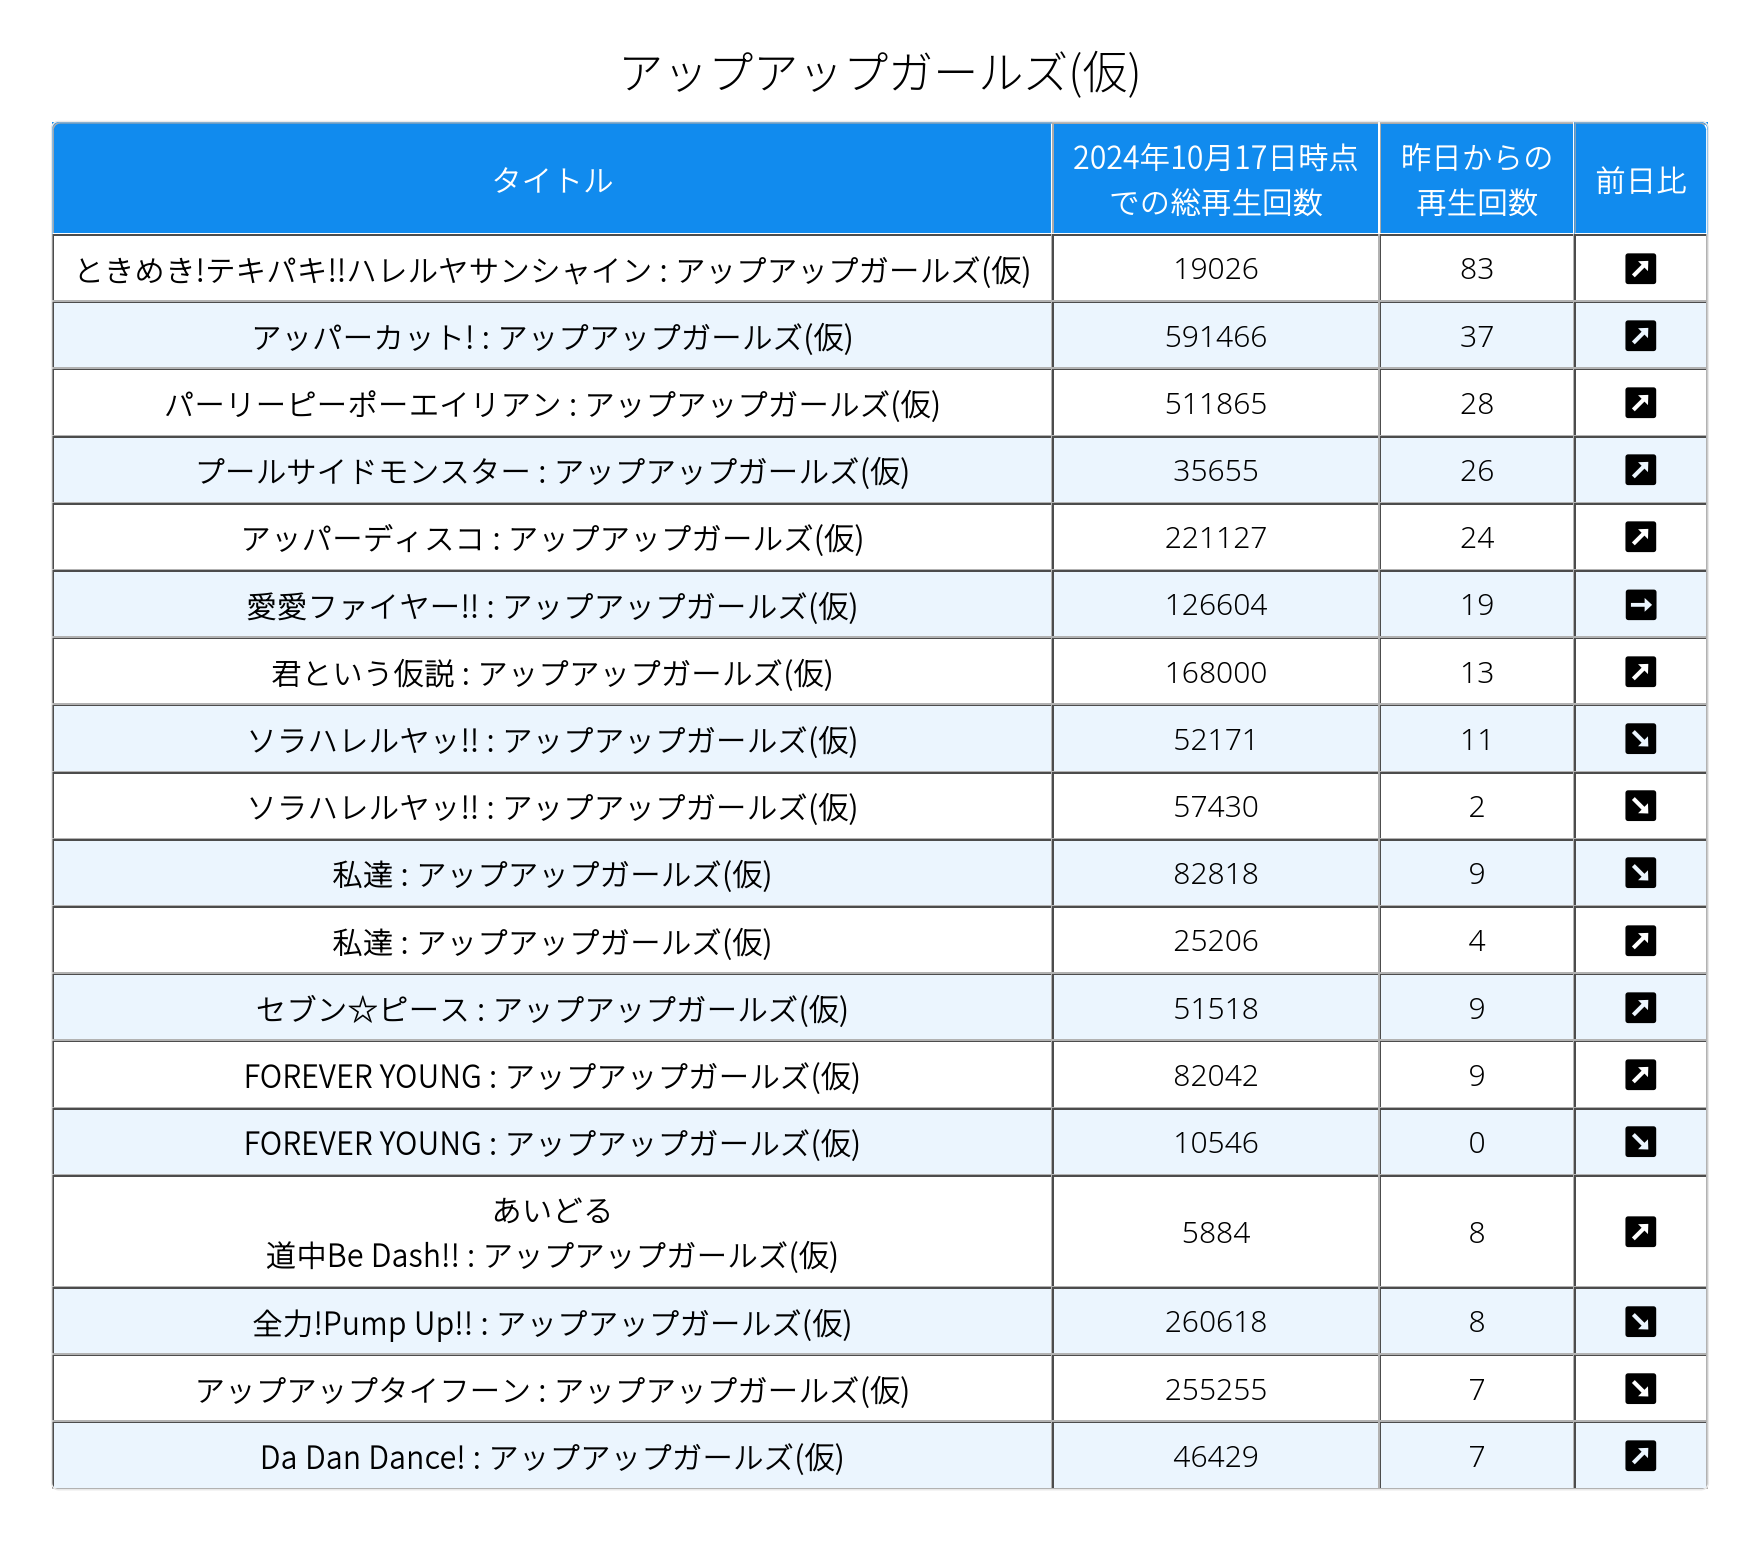 アップアップガールズ(仮)
タイトル
2024年10月17日時点
での総再生回数
昨日からの
再生回数
前日比
ときめき!テキパキ!!ハレルヤサンシャイン : アップアップガールズ(仮) 19026 83 ↗
アッパーカット! : アップアップガールズ(仮) 591466 37 ↗
パーリーピーポーエイリアン : アップアップガールズ(仮) 511865 28 ↗
プールサイドモンスター : アップアップガールズ(仮) 35655 26 ↗
アッパーディスコ : アップアップガールズ(仮) 221127 24 ↗
愛愛ファイヤー!! : アップアップガールズ(仮) 126604 19 →
君という仮説 : アップアップガールズ(仮) 168000 13 ↗
ソラハレルヤッ!! : アップアップガールズ(仮) 52171 11 ↘
ソラハレルヤッ!! : アップアップガールズ(仮) 57430 2 ↘
私達 : アップアップガールズ(仮) 82818 9 ↘
私達 : アップアップガールズ(仮) 25206 4 ↗
セブン☆ピース : アップアップガールズ(仮) 51518 9 ↗
FOREVER YOUNG : アップアップガールズ(仮) 82042 9 ↗
FOREVER YOUNG : アップアップガールズ(仮) 10546 0 ↘
あいどる
道中Be Dash!! : アップアップガールズ(仮) 5884 8 ↗
全力!Pump Up!! : アップアップガールズ(仮) 260618 8 ↘
アップアップタイフーン : アップアップガールズ(仮) 255255 7 ↘
Da Dan Dance! : アップアップガールズ(仮) 46429 7 ↗